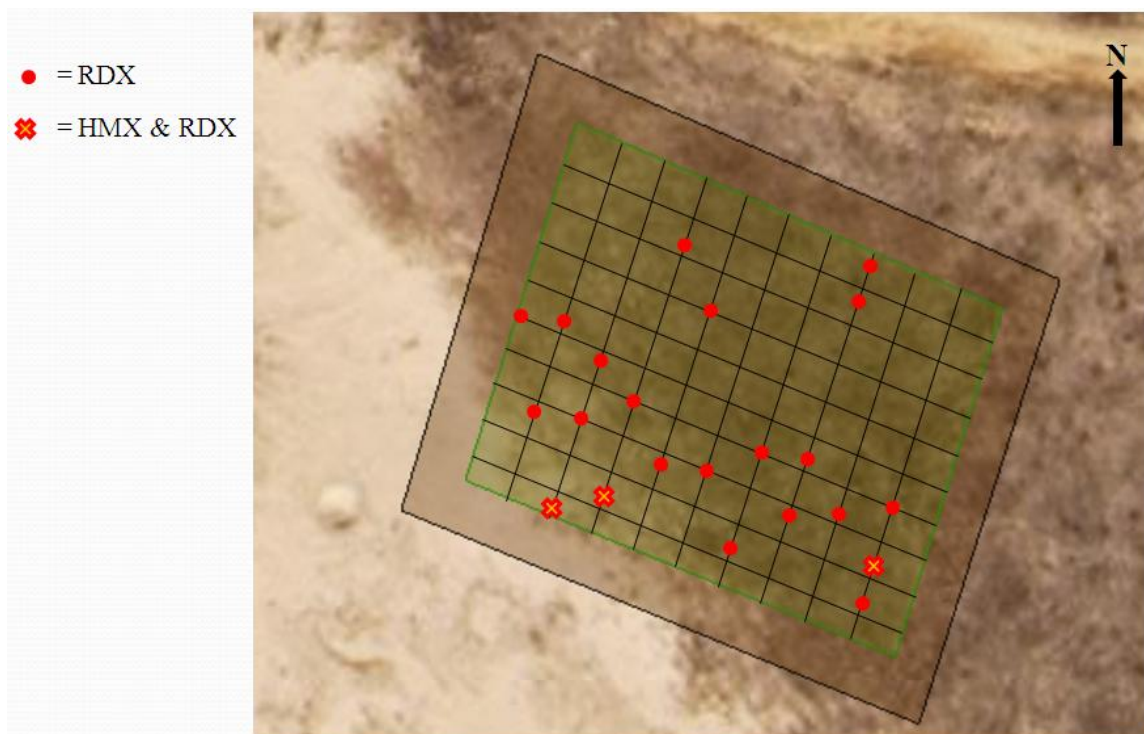 = RDX
= HMX & RDX
N